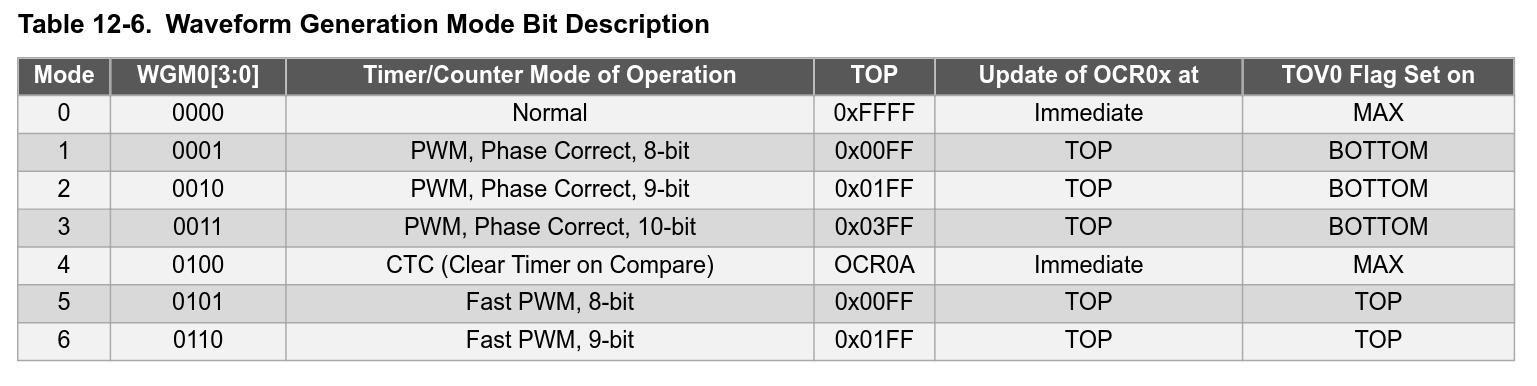 Table 12-6. Waveform Generation Mode Bit Description
Mode WGM0[3:0] Timer/Counter Mode of Operation TOP Update of OCR0x at TOV0 Flag Set on
0 0000 Normal 0xFFFF Immediate MAX
1 0001 PWM, Phase Correct, 8-bit 0x00FF TOP BOTTOM
2 0010 PWM, Phase Correct, 9-bit 0x01FF TOP BOTTOM
3 0011 PWM, Phase Correct, 10-bit 0x03FF TOP BOTTOM
4 0100 CTC (Clear Timer on Compare) OCR0A Immediate MAX
5 0101 Fast PWM, 8-bit 0x00FF TOP TOP
6 0110 Fast PWM, 9-bit 0x01FF TOP TOP